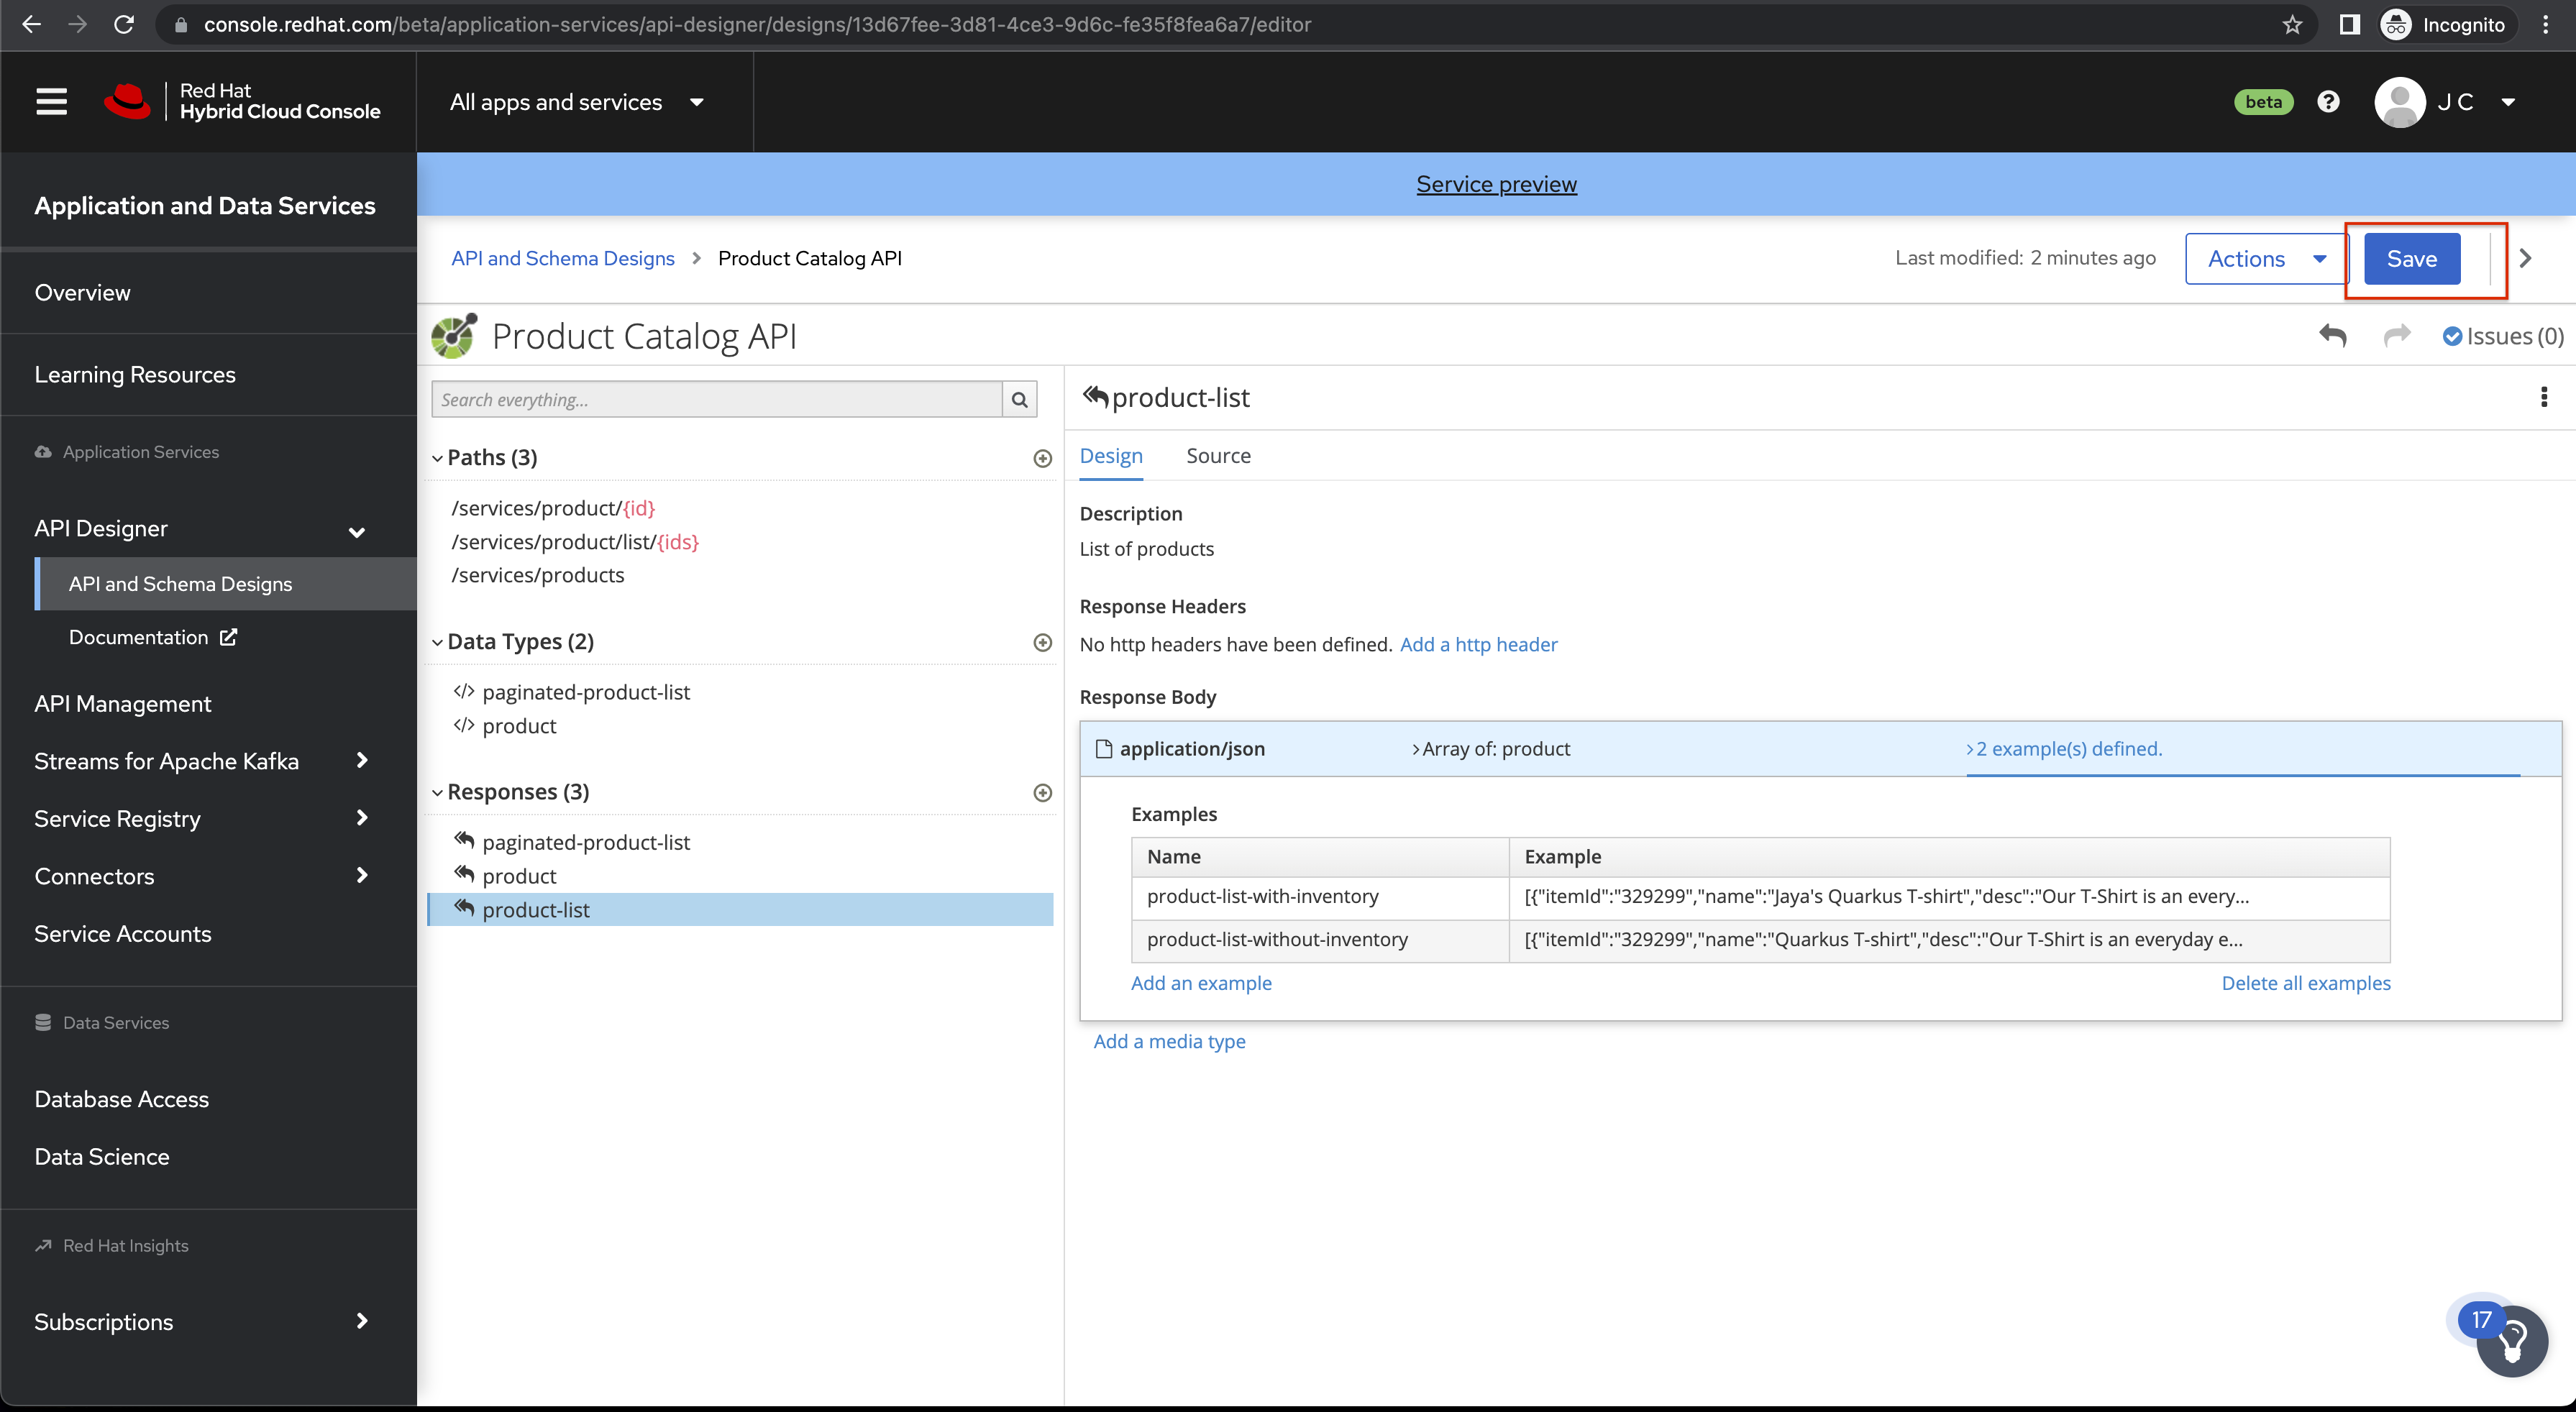 console.redhat.com/beta/application-services/api-designer/designs/13d67fee-3d81-4ce3-9d6c-fe35f8fea6a7/editor
Incognito
Red Hat
Hybrid Cloud Console
All apps and services
beta
J C
Application and Data Services
Overview
Learning Resources
Application Services
API Designer
API and Schema Designs
Documentation
API Management
Streams for Apache Kafka
Service Registry
Connectors
Service Accounts
Data Services
Database Access
Data Science
Red Hat Insights
Subscriptions
Service preview
API and Schema Designs > Product Catalog API
Last modified: 2 minutes ago
Actions
Save
Product Catalog API
Issues (0)
Search everything...
Paths (3)
/services/product/{id}
/services/product/list/{ids}
/services/products
Data Types (2)
</> paginated-product-list
</> product
Responses (3)
paginated-product-list
product
product-list
product-list
Design Source
Description
List of products
Response Headers
No http headers have been defined. Add a http header
Response Body
application/json >Array of: product >2 example(s) defined.
Examples
Name Example
product-list-with-inventory [{"itemId":"329299","name":"Jaya's Quarkus T-shirt","desc":"Our T-Shirt is an every...
product-list-without-inventory [{"itemId":"329299","name":"Quarkus T-shirt","desc":"Our T-Shirt is an everyday e...
Add an example Delete all examples
Add a media type
17